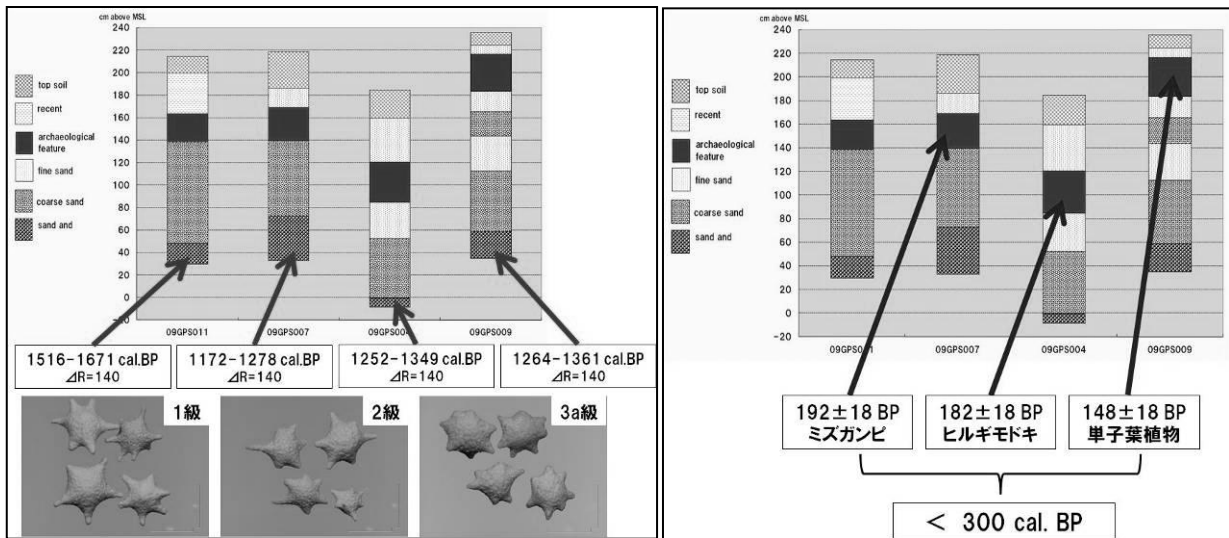 cm above MSL
240
220
200
180
160
140
120
100
80
60
40
20
0
top soil
recent
archaeological
feature
fine sand
coarse sand
sand and
09GPS011
09GPS007
09GPS009
1516-1671 cal.BP
⊿R=140
1172-1278 cal.BP
⊿R=140
1252-1349 cal.BP
⊿R=140
1264-1361 cal.BP
⊿R=140
1級
2級
3a級
cm above MSL
240
220
200
180
160
140
120
100
80
60
40
20
0
-20
top soil
recent
archaeological
feature
fine sand
coarse sand
sand and
09GPS007
09GPS004
09GPS009
192±18 BP
ミズガンピ
182±18 BP
ヒルギモドキ
148±18 BP
単子葉植物
< 300 cal. BP